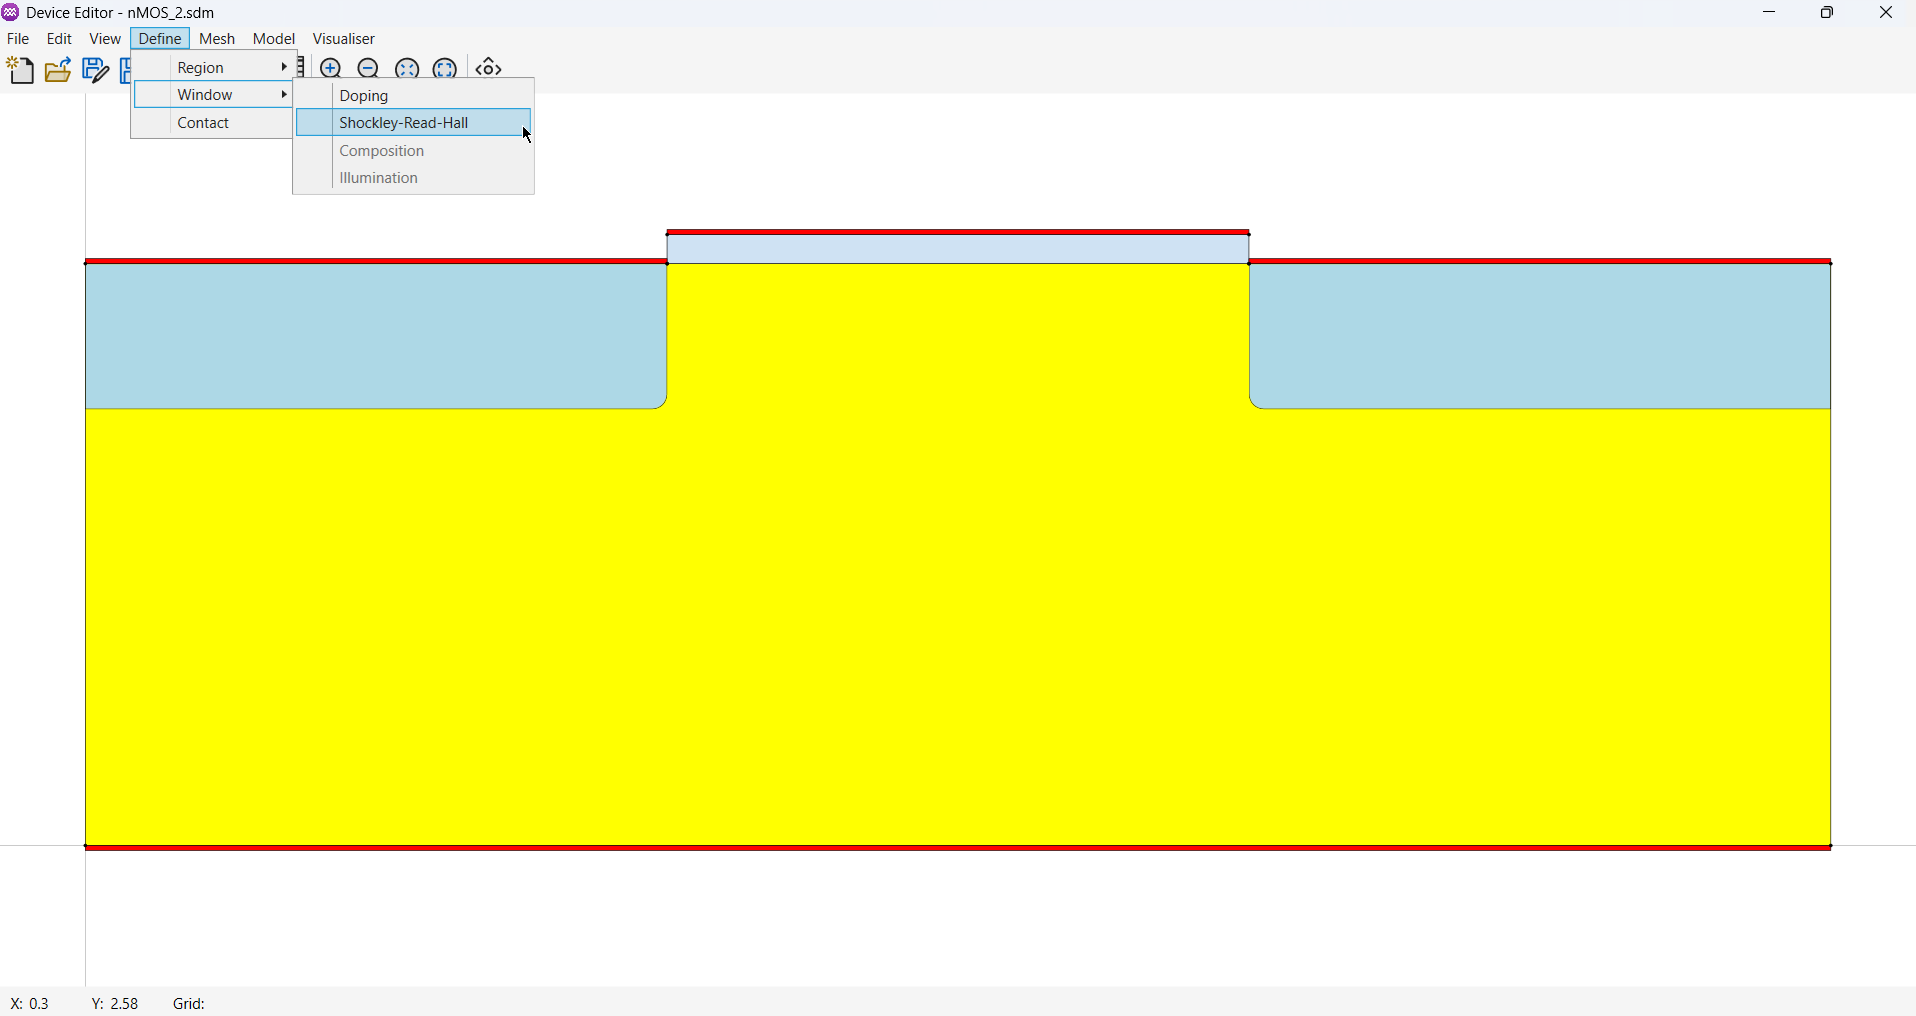 Device Editor - nMOS_2.sdm
File Edit View Define Mesh Model Visualiser
Region
Window
Contact
Doping
Shockley-Read-Hall
Composition
Illumination
X: 0.3 Y: 2.58 Grid: